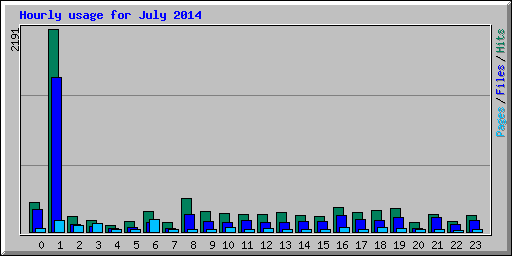 Hourly usage for July 2014
2191
Pages / Files / Hits
0 1 2 3 4 5 6 7 8 9 10 11 12 13 14 15 16 17 18 19 20 21 22 23